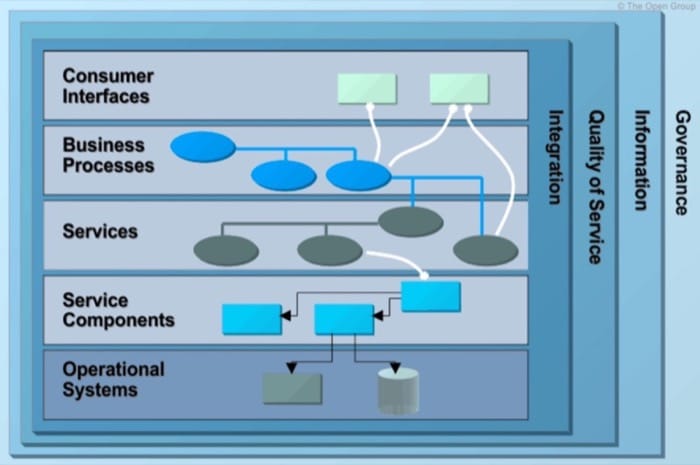 © The Open Group
Consumer
Interfaces
Business
Processes
Services
Service
Components
Operational
Systems
Integration
Quality of Service
Information
Governance